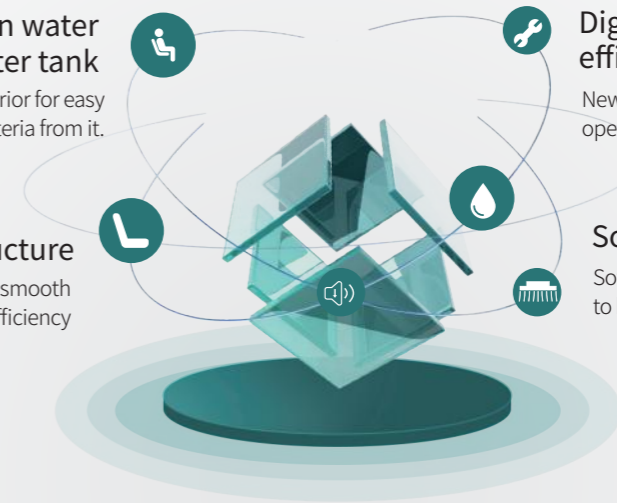 n water
ter tank
rior for easy
teria from it.
ucture
smooth
fficiency
Dig
effi
New
ope
So
So
to